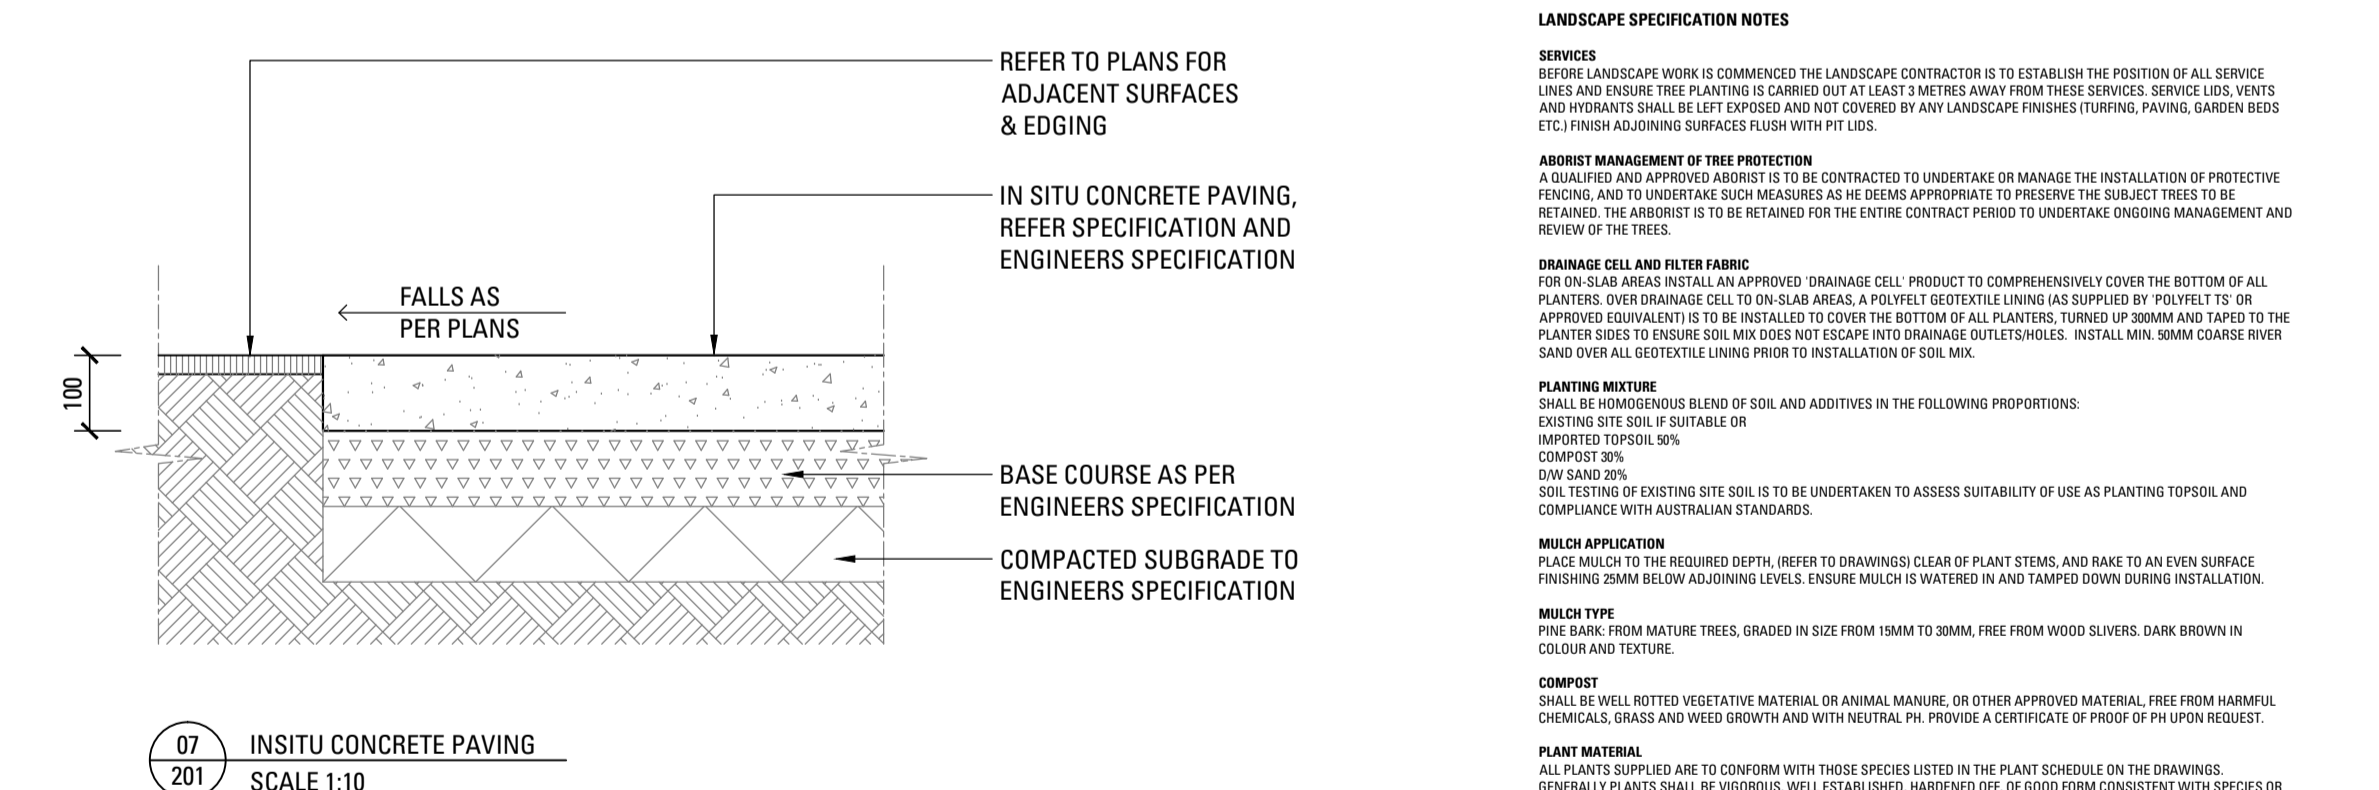 REFER TO PLANS FOR
ADJACENT SURFACES
& EDGING
IN SITU CONCRETE PAVING,
REFER SPECIFICATION AND
ENGINEERS SPECIFICATION
FALLS AS
PER PLANS
100
BASE COURSE AS PER
ENGINEERS SPECIFICATION
COMPACTED SUBGRADE TO
ENGINEERS SPECIFICATION
07
201
INSITU CONCRETE PAVING
SCALE 1:10
LANDSCAPE SPECIFICATION NOTES
SERVICES
BEFORE LANDSCAPE WORK IS COMMENCED THE LANDSCAPE CONTRACTOR IS TO ESTABLISH THE POSITION OF ALL SERVICE
LINES AND ENSURE TREE PLANTING IS CARRIED OUT AT LEAST 3 METRES AWAY FROM THESE SERVICES. SERVICE LIDS, VENTS
AND HYDRANTS SHALL BE LEFT EXPOSED AND NOT COVERED BY ANY LANDSCAPE FINISHES (TURFING, PAVING, GARDEN BEDS
ETC.) FINISH ADJOINING SURFACES FLUSH WITH PIT LIDS.
ABORIST MANAGEMENT OF TREE PROTECTION
A QUALIFIED AND APPROVED ABORIST IS TO BE CONTRACTED TO UNDERTAKE OR MANAGE THE INSTALLATION OF PROTECTIVE
FENCING, AND TO UNDERTAKE SUCH MEASURES AS HE DEEMS APPROPRIATE TO PRESERVE THE SUBJECT TREES TO BE
RETAINED. THE ARBORIST IS TO BE RETAINED FOR THE ENTIRE CONTRACT PERIOD TO UNDERTAKE ONGOING MANAGEMENT AND
REVIEW OF THE TREES.
DRAINAGE CELL AND FILTER FABRIC
FOR ON-SLAB AREAS INSTALL AN APPROVED 'DRAINAGE CELL' PRODUCT TO COMPREHENSIVELY COVER THE BOTTOM OF ALL
PLANTERS. OVER DRAINAGE CELL TO ON-SLAB AREAS, A POLYFELT GEOTEXTILE LINING (AS SUPPLIED BY 'POLYFELT TS' OR
APPROVED EQUIVALENT) IS TO BE INSTALLED TO COVER THE BOTTOM OF ALL PLANTERS, TURNED UP 300MM AND TAPED TO THE
PLANTER SIDES TO ENSURE SOIL MIX DOES NOT ESCAPE INTO DRAINAGE OUTLETS/HOLES. INSTALL MIN. 50MM COARSE RIVER
SAND OVER ALL GEOTEXTILE LINING PRIOR TO INSTALLATION OF SOIL MIX.
PLANTING MIXTURE
SHALL BE HOMOGENOUS BLEND OF SOIL AND ADDITIVES IN THE FOLLOWING PROPORTIONS:
EXISTING SITE SOIL IF SUITABLE OR
IMPORTED TOPSOIL 50%
COMPOST 30%
D/W SAND 20%
SOIL TESTING OF EXISTING SITE SOIL IS TO BE UNDERTAKEN TO ASSESS SUITABILITY OF USE AS PLANTING TOPSOIL AND
COMPLIANCE WITH AUSTRALIAN STANDARDS.
MULCH APPLICATION
PLACE MULCH TO THE REQUIRED DEPTH, (REFER TO DRAWINGS) CLEAR OF PLANT STEMS, AND RAKE TO AN EVEN SURFACE
FINISHING 25MM BELOW ADJOINING LEVELS. ENSURE MULCH IS WATERED IN AND TAMPED DOWN DURING INSTALLATION.
MULCH TYPE
PINE BARK: FROM MATURE TREES, GRADED IN SIZE FROM 15MM TO 30MM, FREE FROM WOOD SLIVERS. DARK BROWN IN
COLOUR AND TEXTURE.
COMPOST
SHALL BE WELL ROTTED VEGETATIVE MATERIAL OR ANIMAL MANURE, OR OTHER APPROVED MATERIAL, FREE FROM HARMFUL
CHEMICALS, GRASS AND WEED GROWTH AND WITH NEUTRAL PH. PROVIDE A CERTIFICATE OF PROOF OF PH UPON REQUEST.
PLANT MATERIAL
ALL PLANTS SUPPLIED ARE TO CONFORM WITH THOSE SPECIES LISTED IN THE PLANT SCHEDULE ON THE DRAWINGS.
GENERALLY PLANTS SHALL BE VIGOROUS, WELL ESTABLISHED, HARDENED OFF, OF GOOD FORM CONSISTENT WITH SPECIES OR